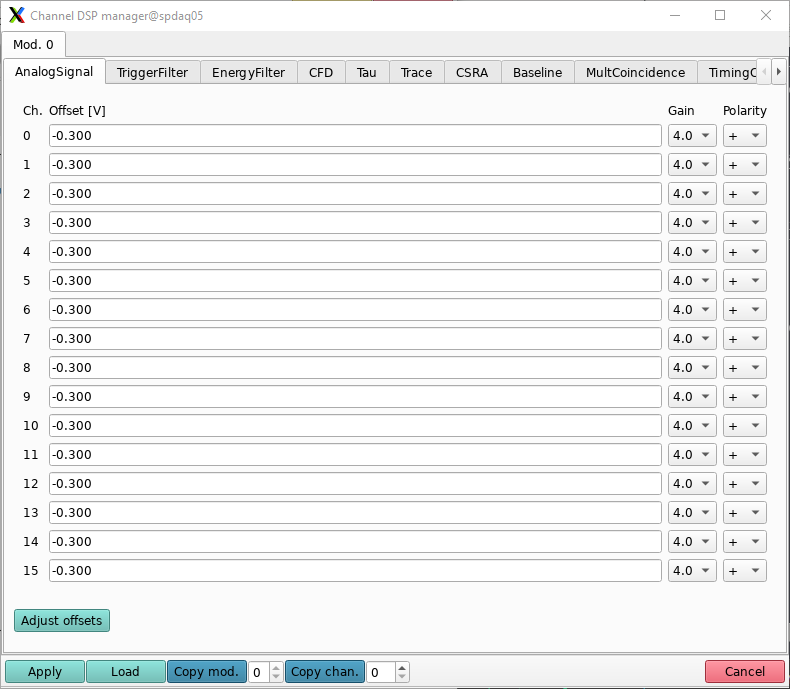 Channel DSP manager@spdaq05
Mod. 0
AnalogSignal TriggerFilter EnergyFilter CFD Tau Trace CSRA Baseline MultCoincidence TimingC
Ch. Offset [V] Gain Polarity
0 -0.300 4.0 +
1 -0.300 4.0 +
2 -0.300 4.0 +
3 -0.300 4.0 +
4 -0.300 4.0 +
5 -0.300 4.0 +
6 -0.300 4.0 +
7 -0.300 4.0 +
8 -0.300 4.0 +
9 -0.300 4.0 +
10 -0.300 4.0 +
11 -0.300 4.0 +
12 -0.300 4.0 +
13 -0.300 4.0 +
14 -0.300 4.0 +
15 -0.300 4.0 +
Adjust offsets
Apply Load Copy mod. 0 Copy chan. 0 Cancel